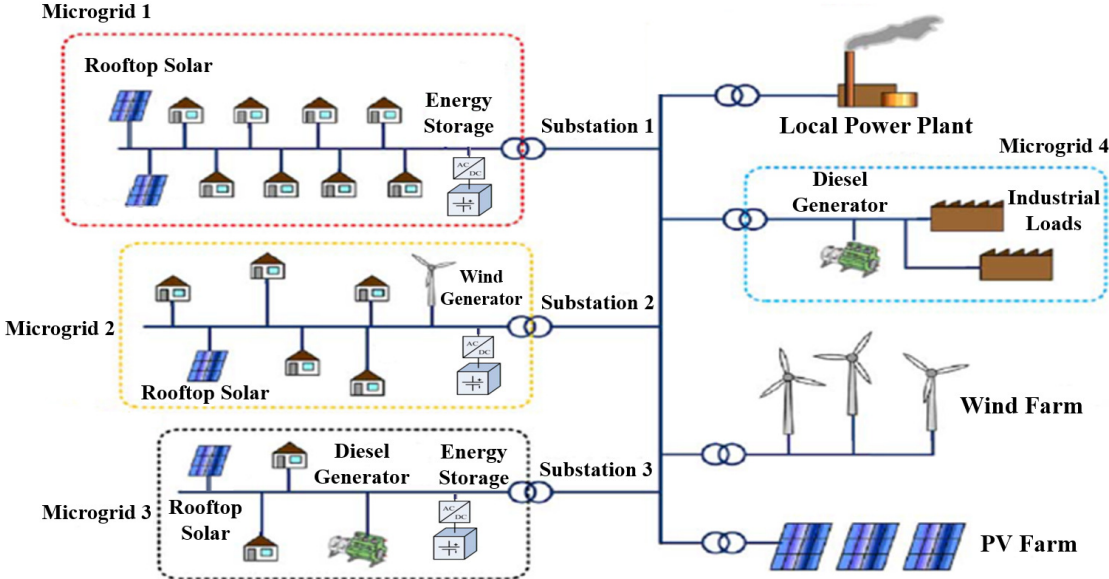 Microgrid 1
Rooftop Solar
Energy
Storage
AC
DC
Substation 1
Local Power Plant
Microgrid 4
Diesel
Generator
Industrial
Loads
Microgrid 2
Wind
Generator
Substation 2
AC
DC
Rooftop Solar
Wind Farm
Microgrid 3
Rooftop
Solar
Diesel
Generator
Energy
Storage
Substation 3
AC
DC
PV Farm